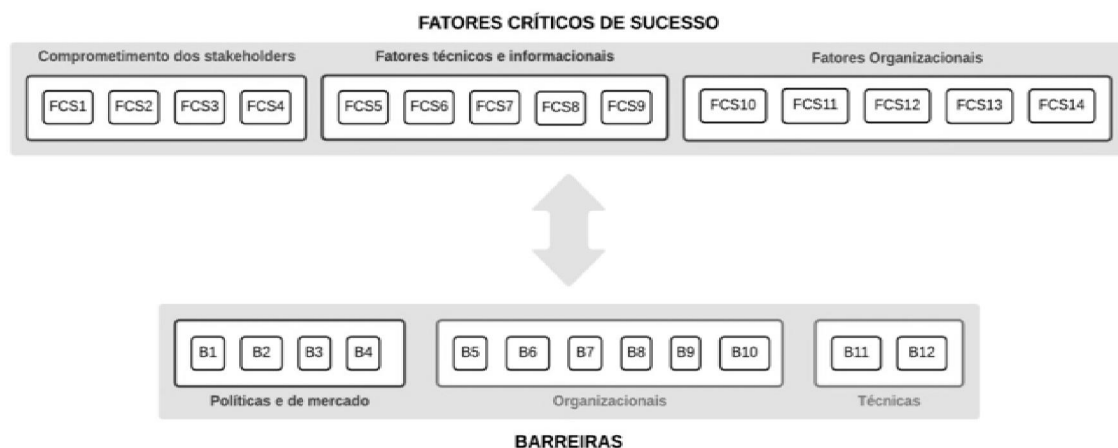 FATORES CRÍTICOS DE SUCESSO
Comprometimento dos stakeholders
FCS1 FCS2 FCS3 FCS4
Fatores técnicos e informacionais
FCS5 FCS6 FCS7 FCS8 FCS9
Fatores Organizacionais
FCS10 FCS11 FCS12 FCS13 FCS14
B1 B2 B3 B4
Políticas e de mercado
B5 B6 B7 B8 B9 B10
Organizacionais
B11 B12
Técnicas
BARREIRAS